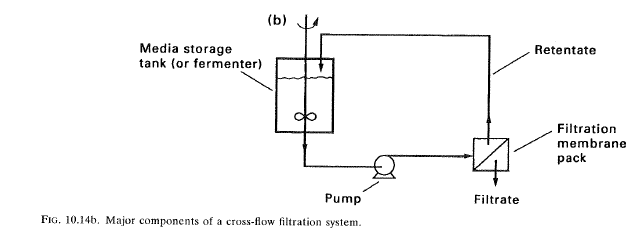 (b)
Media storage
tank (or fermenter)
Retentate
Filtration
membrane
pack
Pump
Filtrate
FIG. 10.14b. Major components of a cross-flow filtration system.